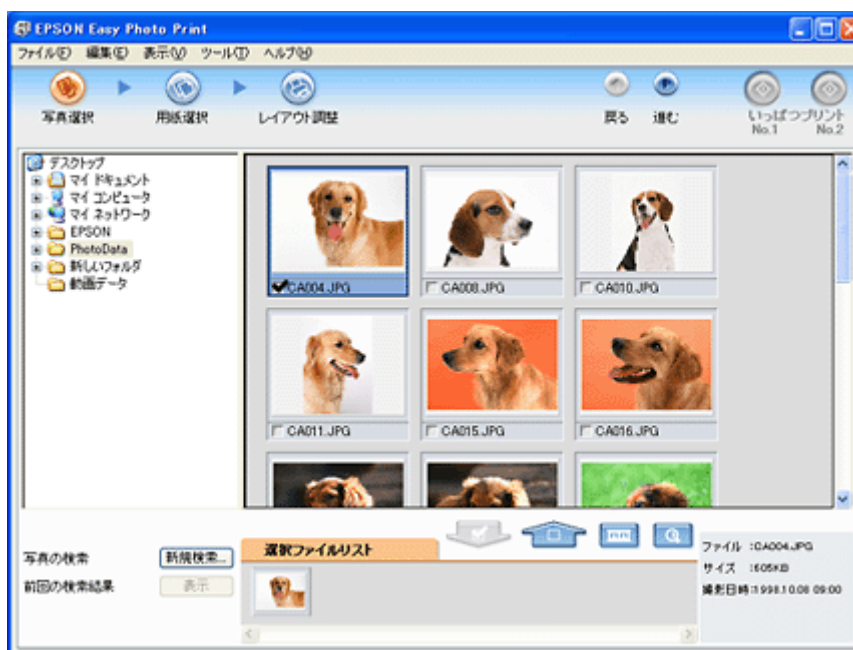 EPSON Easy Photo Print
ファイル(F) 編集(E) 表示(V) ツール(T) ヘルプ(H)
写真選択 用紙選択 レイアウト調整 戻る 進む いっぱつプリント
No.1 No.2
デスクトップ
マイ ドキュメント
マイ コンピュータ
マイ ネットワーク
EPSON
PhotoData
新しいフォルダ
動画データ
CA004.JPG CA008.JPG CA010.JPG
CA011.JPG CA015.JPG CA016.JPG
写真の検索 新規検索...
前回の検索結果 表示
選択ファイルリスト
ファイル :CA004.JPG
サイズ :605KB
撮影日時:1998.10.08 09:00